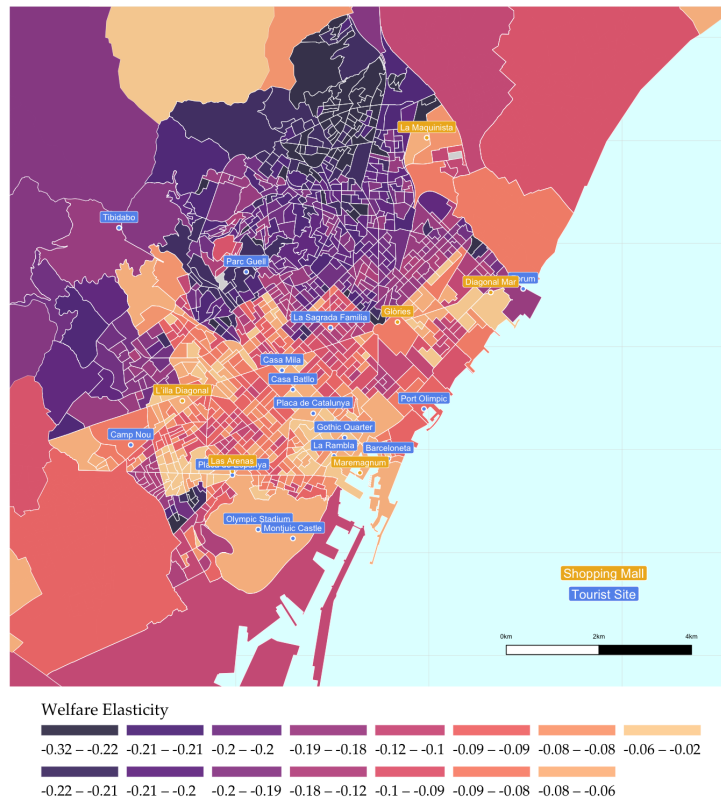 La Maquinista
Tibidabo
Parc Guell
Diagonal Mar
Glòries
La Sagrada Familia
Casa Mila
Casa Batllo
L'illa Diagonal
Placa de Catalunya
Port Olimpic
Gothic Quarter
Camp Nou
La Rambla
Barceloneta
Las Arenas
Maremagnum
Olympic Stadium
Montjuic Castle
Shopping Mall
Tourist Site
0km 2km 4km
Welfare Elasticity
-0.32 – -0.22 -0.21 – -0.21 -0.2 – -0.2 -0.19 – -0.18 -0.12 – -0.1 -0.09 – -0.09 -0.08 – -0.08 -0.06 – -0.02
-0.22 – -0.21 -0.21 – -0.2 -0.2 – -0.19 -0.18 – -0.12 -0.1 – -0.09 -0.09 – -0.08 -0.08 – -0.06